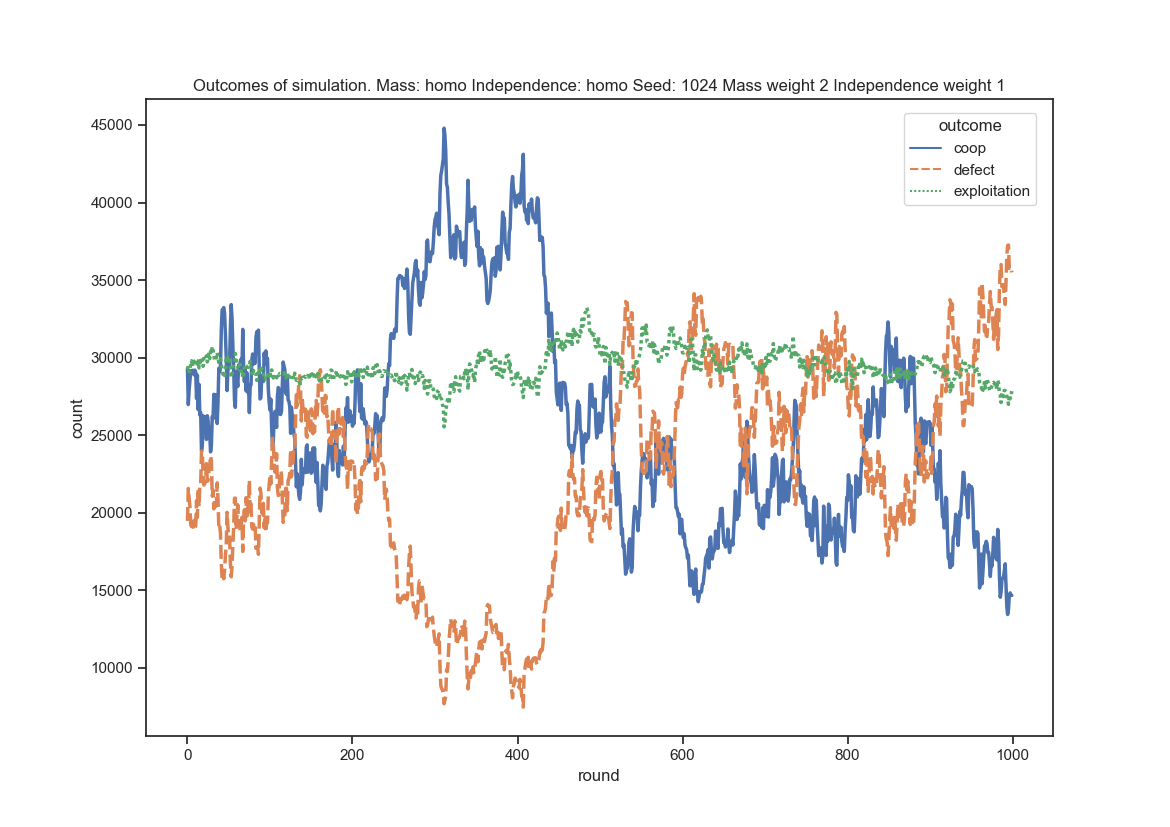 Outcomes of simulation. Mass: homo Independence: homo Seed: 1024 Mass weight 2 Independence weight 1
outcome
coop
defect
exploitation
45000
40000
35000
30000
25000
20000
15000
10000
count
0 200 400 600 800 1000
round